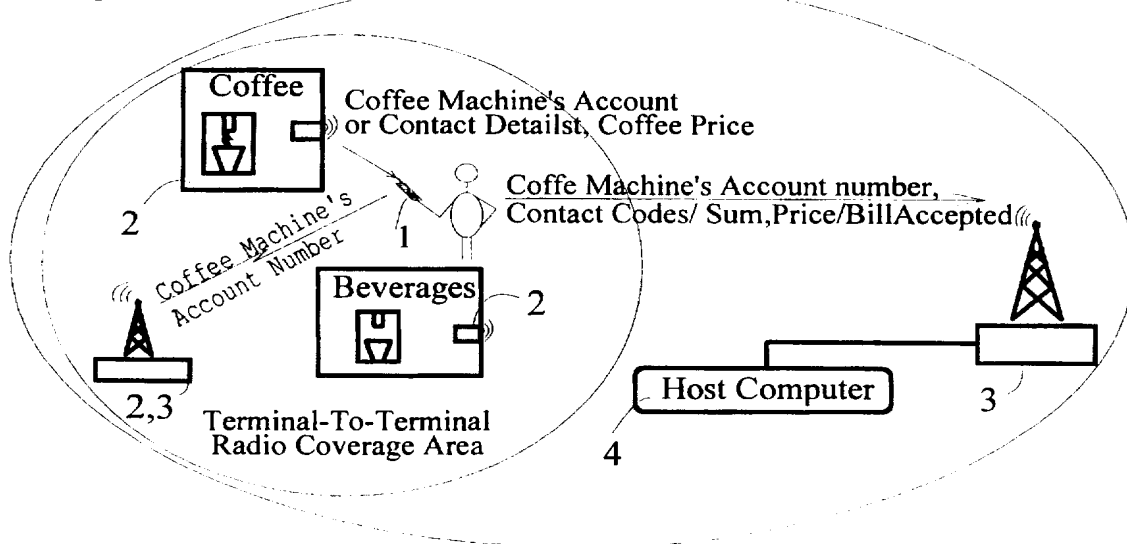 Coffee
Coffee Machine's Account
or Contact Detailst, Coffee Price
2
1
Coffe Machine's Account number,
Contact Codes/ Sum,Price/BillAccepted
Coffee Machine's
Account Number
Beverages
2
2,3
Terminal-To-Terminal
Radio Coverage Area
Host Computer
4
3